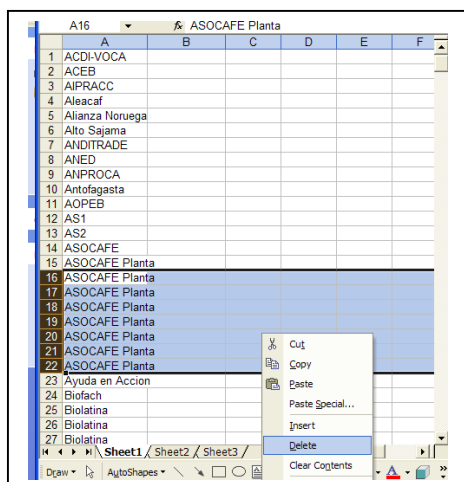 A16 fx ASOCAFE Planta
A B C D E F
1 ACDI-VOCA
2 ACEB
3 AIPRACC
4 Aleacaf
5 Alianza Noruega
6 Alto Sajama
7 ANDITRADE
8 ANED
9 ANPROCA
10 Antofagasta
11 AOPEB
12 AS1
13 AS2
14 ASOCAFE
15 ASOCAFE Planta
16 ASOCAFE Planta
17 ASOCAFE Planta
18 ASOCAFE Planta
19 ASOCAFE Planta
20 ASOCAFE Planta
21 ASOCAFE Planta
22 ASOCAFE Planta
23 Ayuda en Accion
24 Biofach
25 Biolatina
26 Biolatina
27 Biolatina
Cut
Copy
Paste
Paste Special...
Insert
Delete
Clear Contents
Sheet1 / Sheet2 / Sheet3 /
Draw AutoShapes A